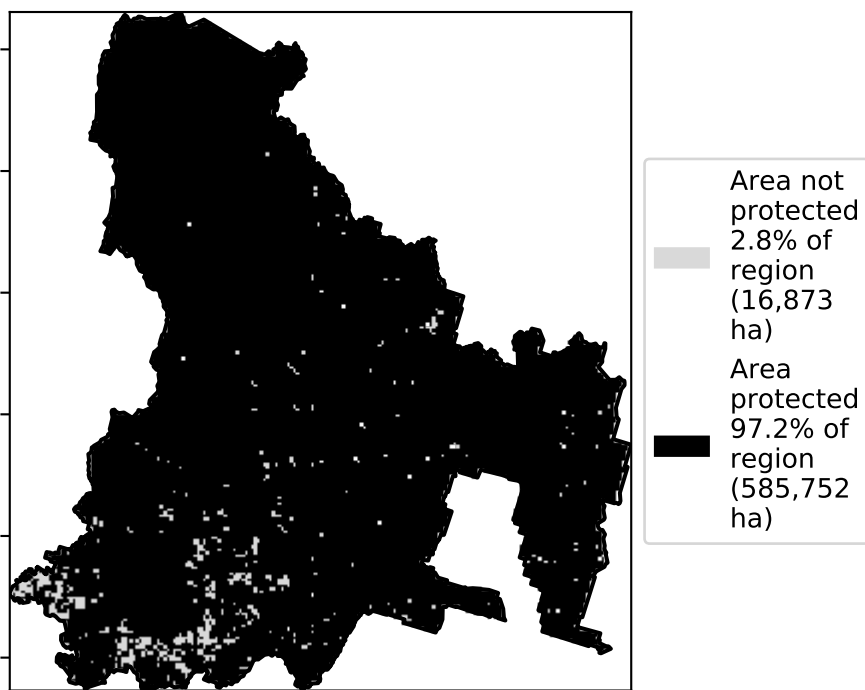 Area not
protected
2.8% of
region
(16,873
ha)
Area
protected
97.2% of
region
(585,752
ha)